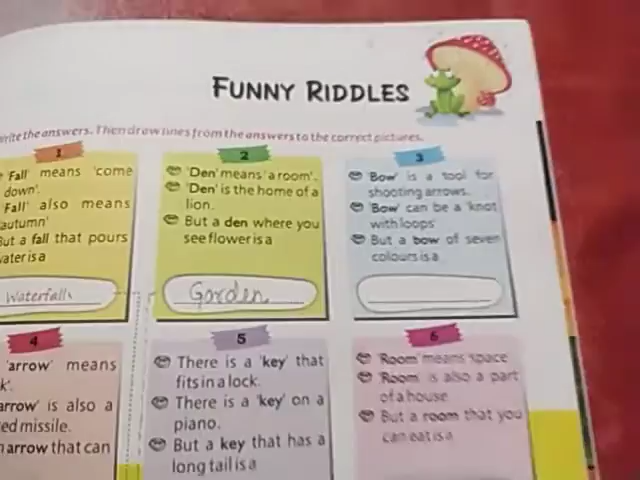 FUNNY RIDDLES
write the answers. Then draw lines from the answers to the correct pictures.
1
'Fall' means 'come
down'.
'Fall' also means
'autumn'
But a fall that pours
water is a
Waterfalls
2
'Den' means 'a room'.
'Den' is the home of a
lion.
But a den where you
see flower is a
Garden
3
'Bow' is a tool for
shooting arrows.
'Bow' can be a 'knot
with loops'
But a bow of seven
colours is a
4
'arrow' means
k'.
arrow' is also a
ed missile.
arrow that can
5
There is a 'key' that
fits in a lock.
There is a 'key' on a
piano.
But a key that has a
long tail is a
6
'Room' means space
'Room' is also a part
of a house
But a room that you
can eat is a